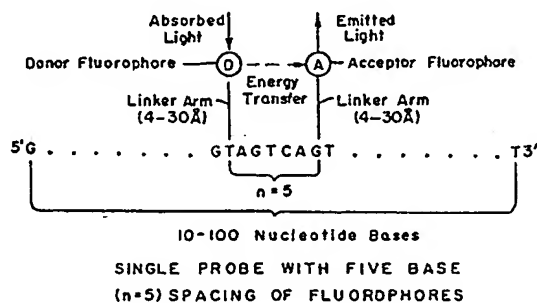 Absorbed Light
Emitted Light
Donor Fluorophore
D
A
Acceptor Fluorophore
Energy Transfer
Linker Arm (4-30Å)
Linker Arm (4-30Å)
5'G . . . . . . . . GTAGTCAGT . . . . . . . . T3'
n=5
10-100 Nucleotide Bases
SINGLE PROBE WITH FIVE BASE
(n=5) SPACING OF FLUOROPHORES